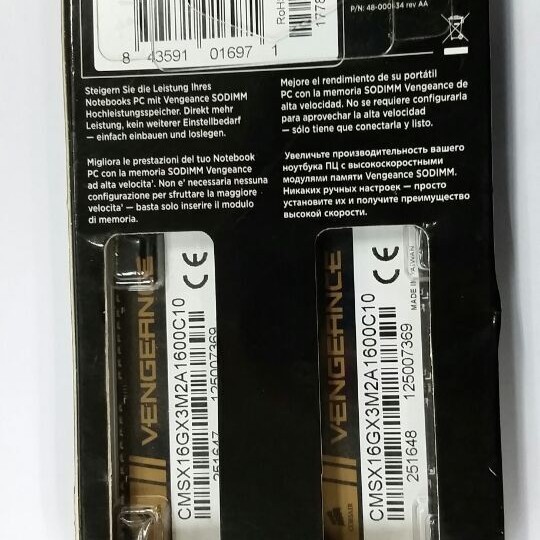 8 43591 01697 1
RoHS
1778
P/N: 48-000534 rev AA
Steigern Sie die Leistung Ihres
Notebooks PC mit Vengeance SODIMM
Hochleistungsspeicher. Direkt mehr
Leistung, kein weiterer Einstellbedarf
— einfach einbauen und loslegen.
Mejore el rendimiento de su portátil
PC con la memoria SODIMM Vengeance de
alta velocidad. No se requiere configurarla
para aprovechar la alta velocidad
— sólo tiene que conectarla y listo.
Migliora le prestazioni del tuo Notebook
PC con la memoria SODIMM Vengeance
ad alta velocita'. Non e' necessaria nessuna
configurazione per sfruttare la maggiore
velocita' — basta solo inserire il modulo
di memoria.
Увеличьте производительность вашего
ноутбука ПЦ с высокоскоростными
модулями памяти Vengeance SODIMM.
Никаких ручных настроек — просто
установите их и получите преимущество
высокой скорости.
VENGEANCE
CMSX16GX3M2A1600C10
251647 125007369
CE
VENGEANCE
CMSX16GX3M2A1600C10
251648 125007369
CE
MADE IN TAIWAN
CORSAIR